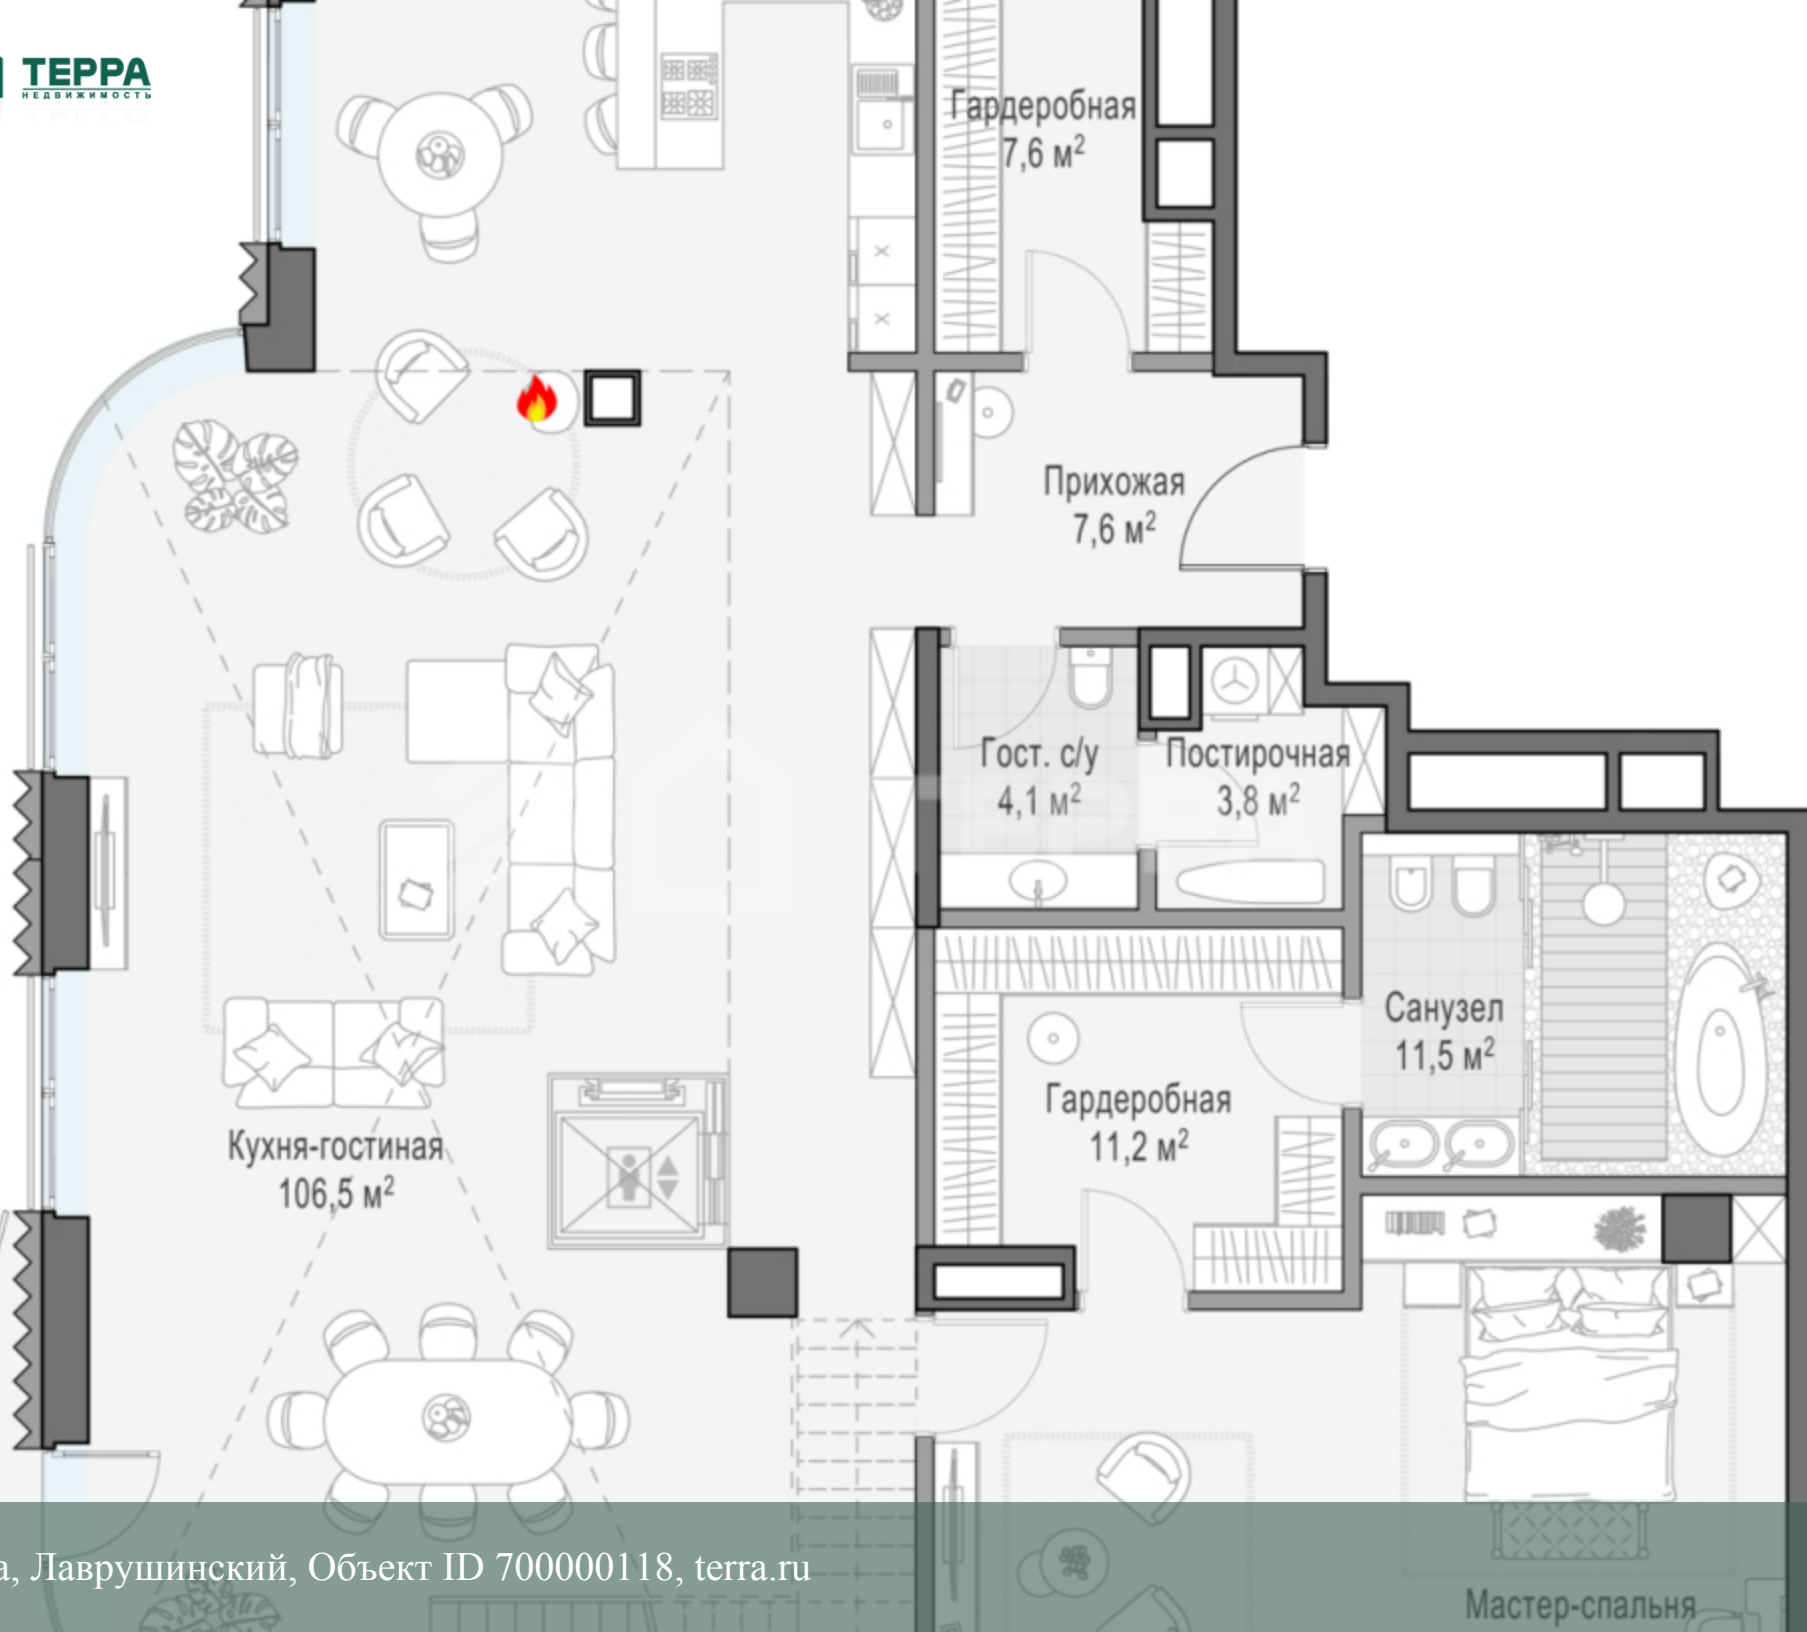 ТЕРРА
НЕДВИЖИМОСТЬ
Гардеробная
7,6 м²
Прихожая
7,6 м²
Гост. с/у
4,1 м²
Постирочная
3,8 м²
Санузел
11,5 м²
Гардеробная
11,2 м²
Кухня-гостиная
106,5 м²
а, Лаврушинский, Объект ID 700000118, terra.ru
Мастер-спальня